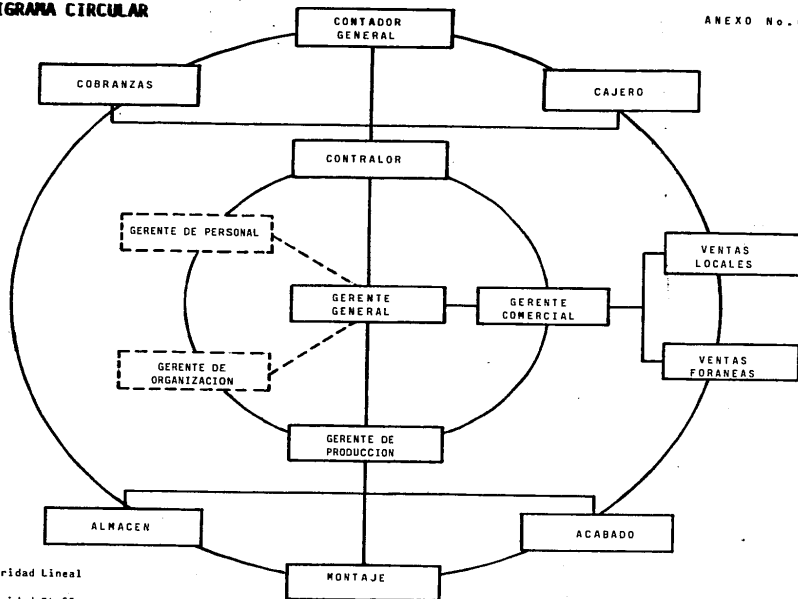 IGRAMA CIRCULAR
ANEXO No.
CONTADOR
GENERAL
COBRANZAS
CAJERO
CONTRALOR
GERENTE DE PERSONAL
VENTAS
LOCALES
GERENTE
GENERAL
GERENTE
COMERCIAL
GERENTE DE
ORGANIZACION
VENTAS
FORANEAS
GERENTE DE
PRODUCCION
ALMACEN
ACABADO
MONTAJE
ridad Lineal